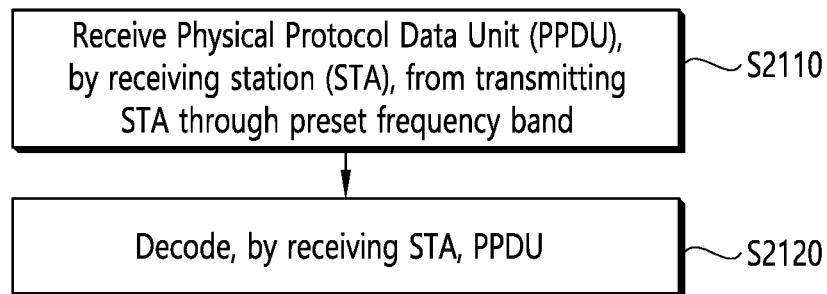 Receive Physical Protocol Data Unit (PPDU),
by receiving station (STA), from transmitting
STA through preset frequency band
S2110
Decode, by receiving STA, PPDU
S2120